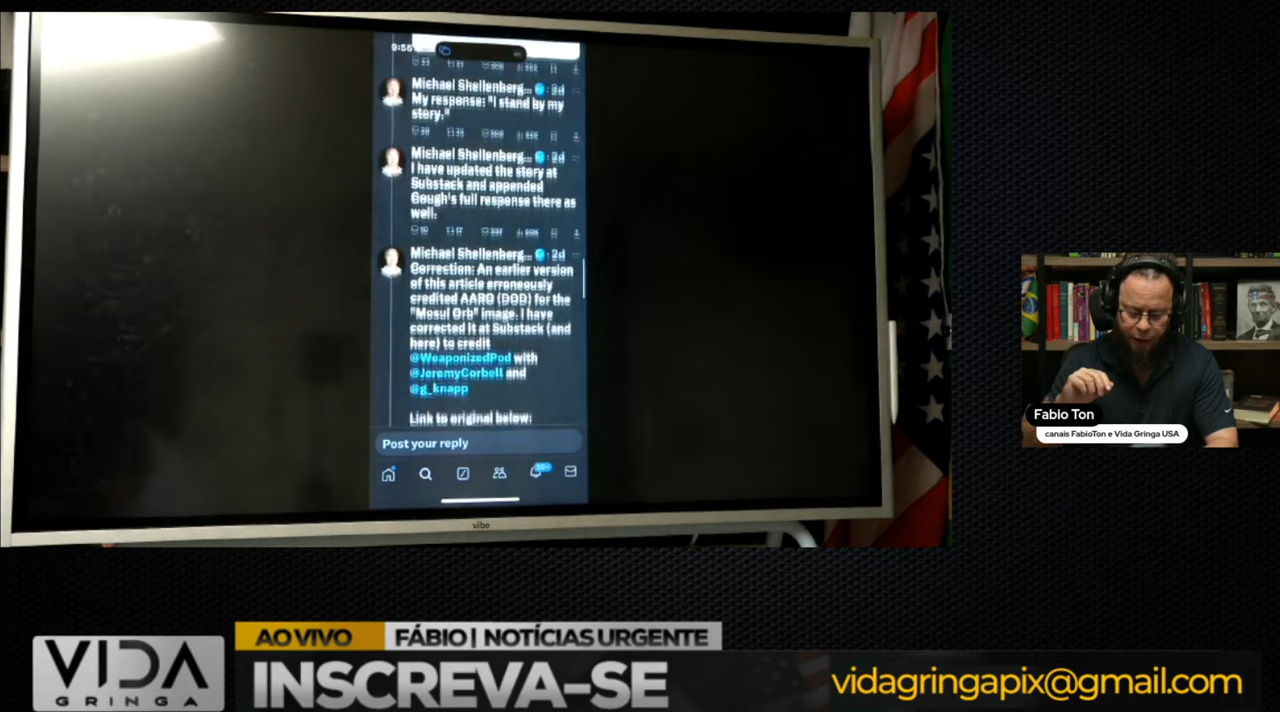 9:55
Michael Shellenberg... 2d
My response: "I stand by my
story."
Michael Shellenberg... 2d
I have updated the story at
Substack and appended
Gough's full response there as
well.
Michael Shellenberg... 2d
Correction: An earlier version
of this article erroneously
credited AARO (DOD) for the
"Mosul Orb" image. I have
corrected it at Substack (and
here) to credit
@WeaponizedPod with
@JeremyCorbell and
@g_knapp
Link to original below:
Post your reply
20+
vibe
Fabio Ton
canais FabioTon e Vida Gringa USA
VIDA
GRINGA
AO VIVO
FÁBIO | NOTÍCIAS URGENTE
INSCREVA-SE
vidagringapix@gmail.com